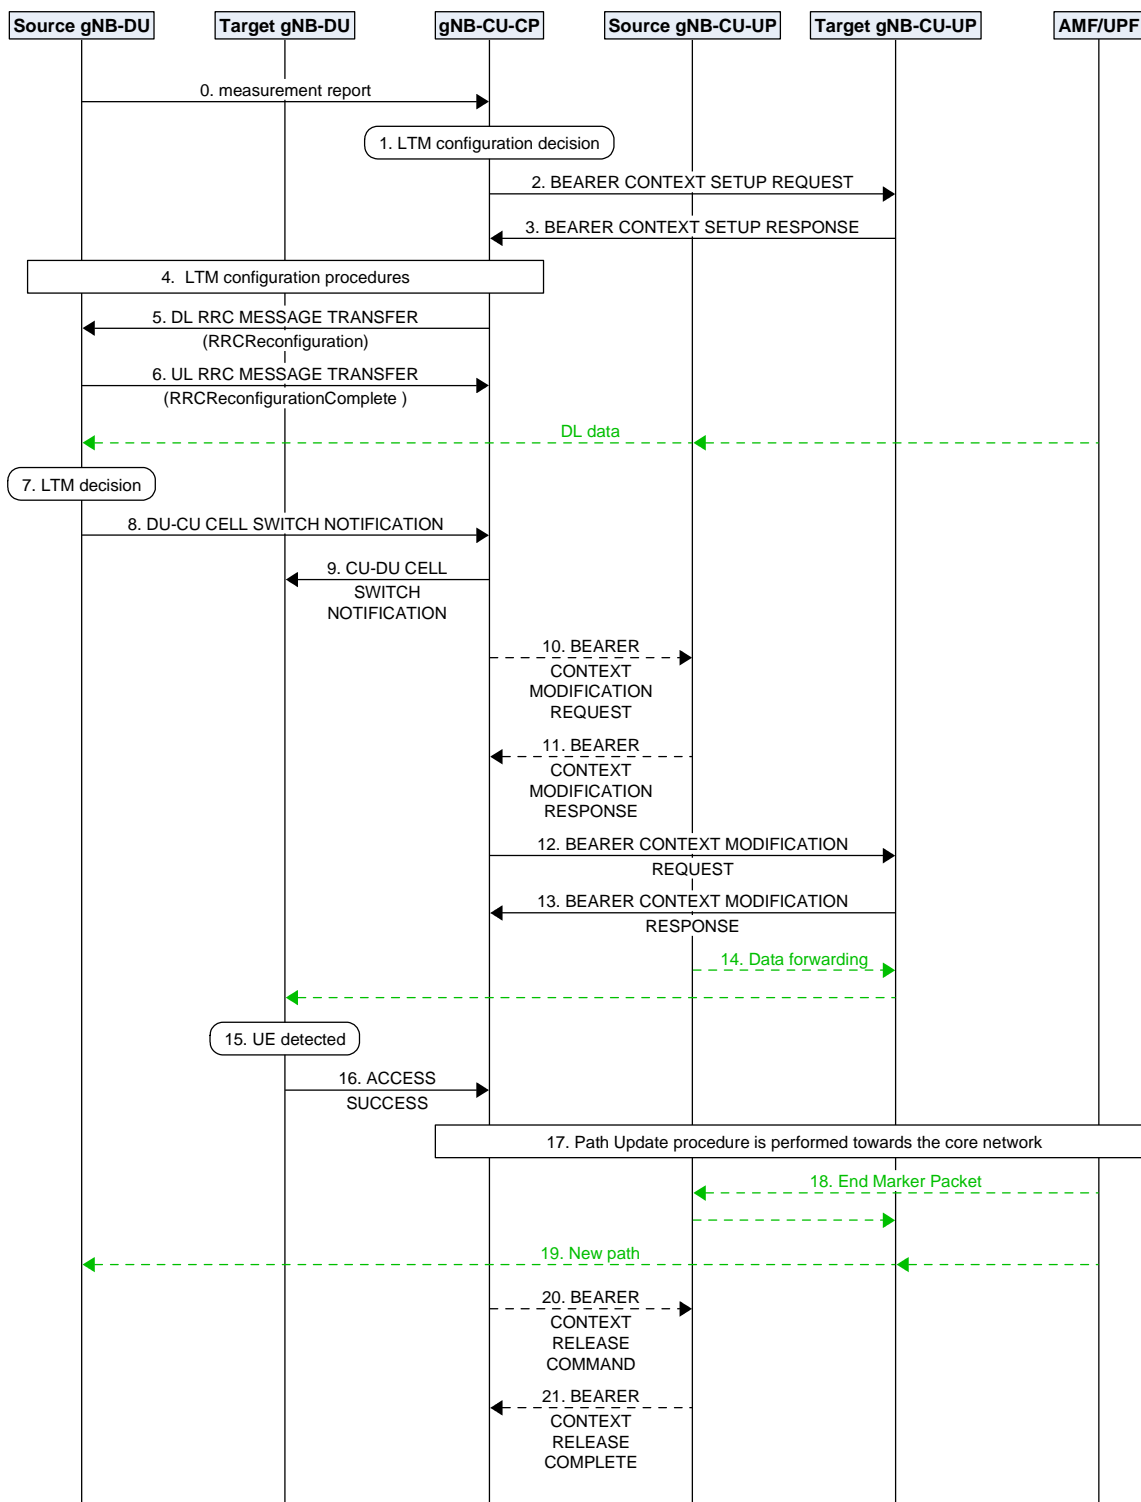 Source gNB-DU
Target gNB-DU
gNB-CU-CP
Source gNB-CU-UP
Target gNB-CU-UP
AMF/UPF
0. measurement report
1. LTM configuration decision
2. BEARER CONTEXT SETUP REQUEST
3. BEARER CONTEXT SETUP RESPONSE
4. LTM configuration procedures
5. DL RRC MESSAGE TRANSFER
(RRCReconfiguration)
6. UL RRC MESSAGE TRANSFER
(RRCReconfigurationComplete )
DL data
7. LTM decision
8. DU-CU CELL SWITCH NOTIFICATION
9. CU-DU CELL
SWITCH
NOTIFICATION
10. BEARER
CONTEXT
MODIFICATION
REQUEST
11. BEARER
CONTEXT
MODIFICATION
RESPONSE
12. BEARER CONTEXT MODIFICATION
REQUEST
13. BEARER CONTEXT MODIFICATION
RESPONSE
14. Data forwarding
15. UE detected
16. ACCESS
SUCCESS
17. Path Update procedure is performed towards the core network
18. End Marker Packet
19. New path
20. BEARER
CONTEXT
RELEASE
COMMAND
21. BEARER
CONTEXT
RELEASE
COMPLETE